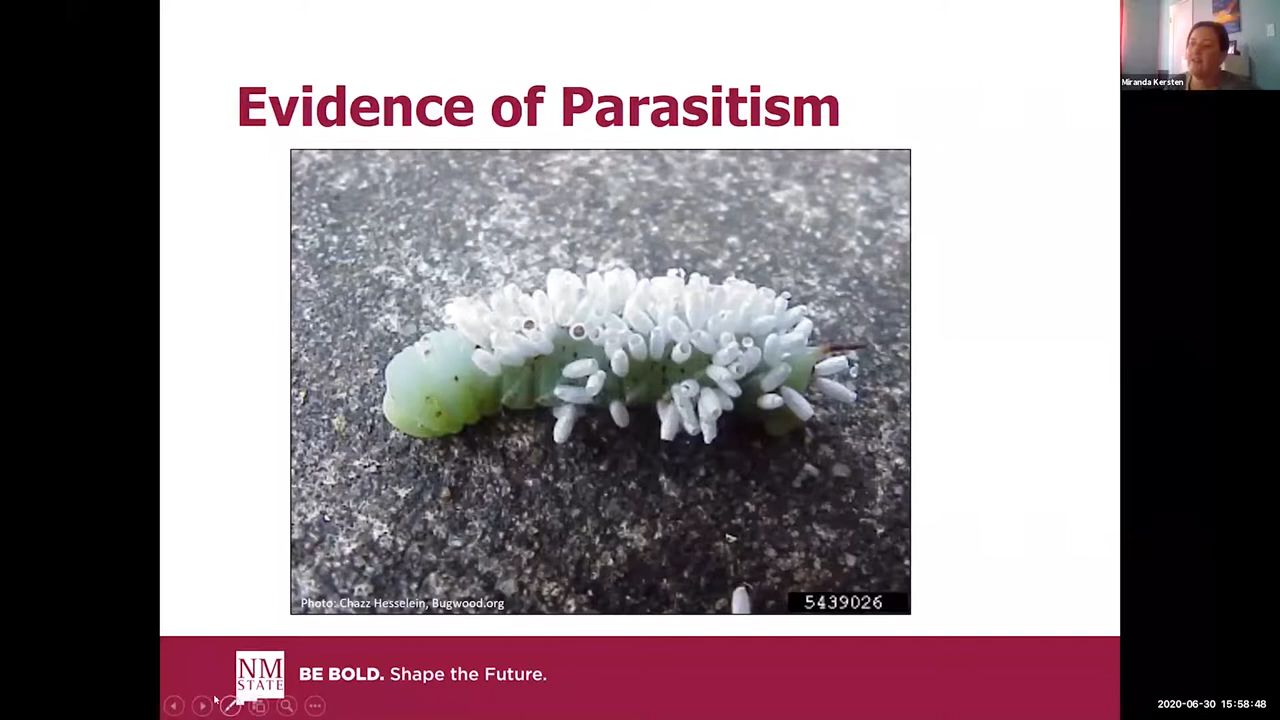 Evidence of Parasitism
Miranda Kersten
Photo: Chazz Hesselein, Bugwood.org
5439026
NM
STATE
BE BOLD. Shape the Future.
2020-06-30 15:58:48